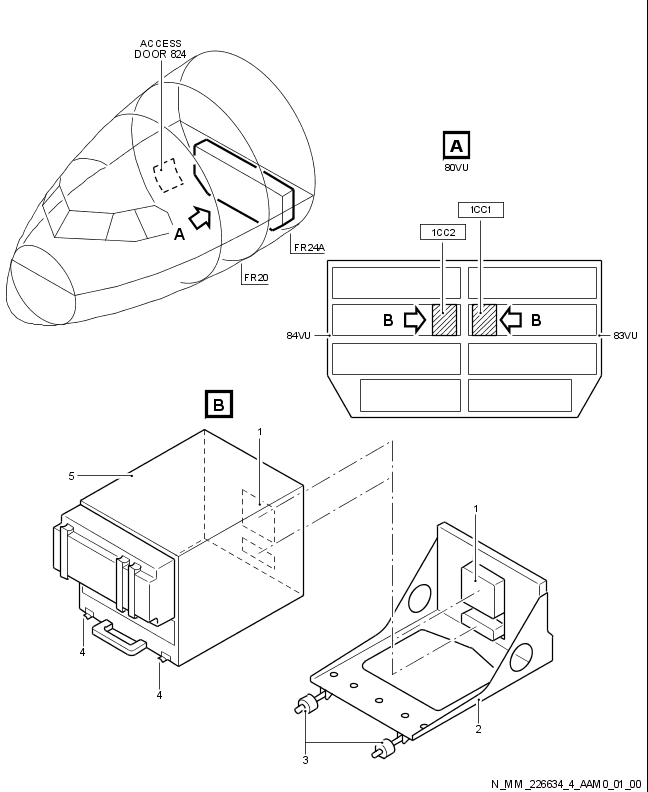 ACCESS
DOOR 824
A
FR24A
FR20
A
80VU
1CC1
1CC2
B
B
84VU
83VU
B
1
5
4
4
1
2
3
N_MM_226634_4_AAM0_01_00